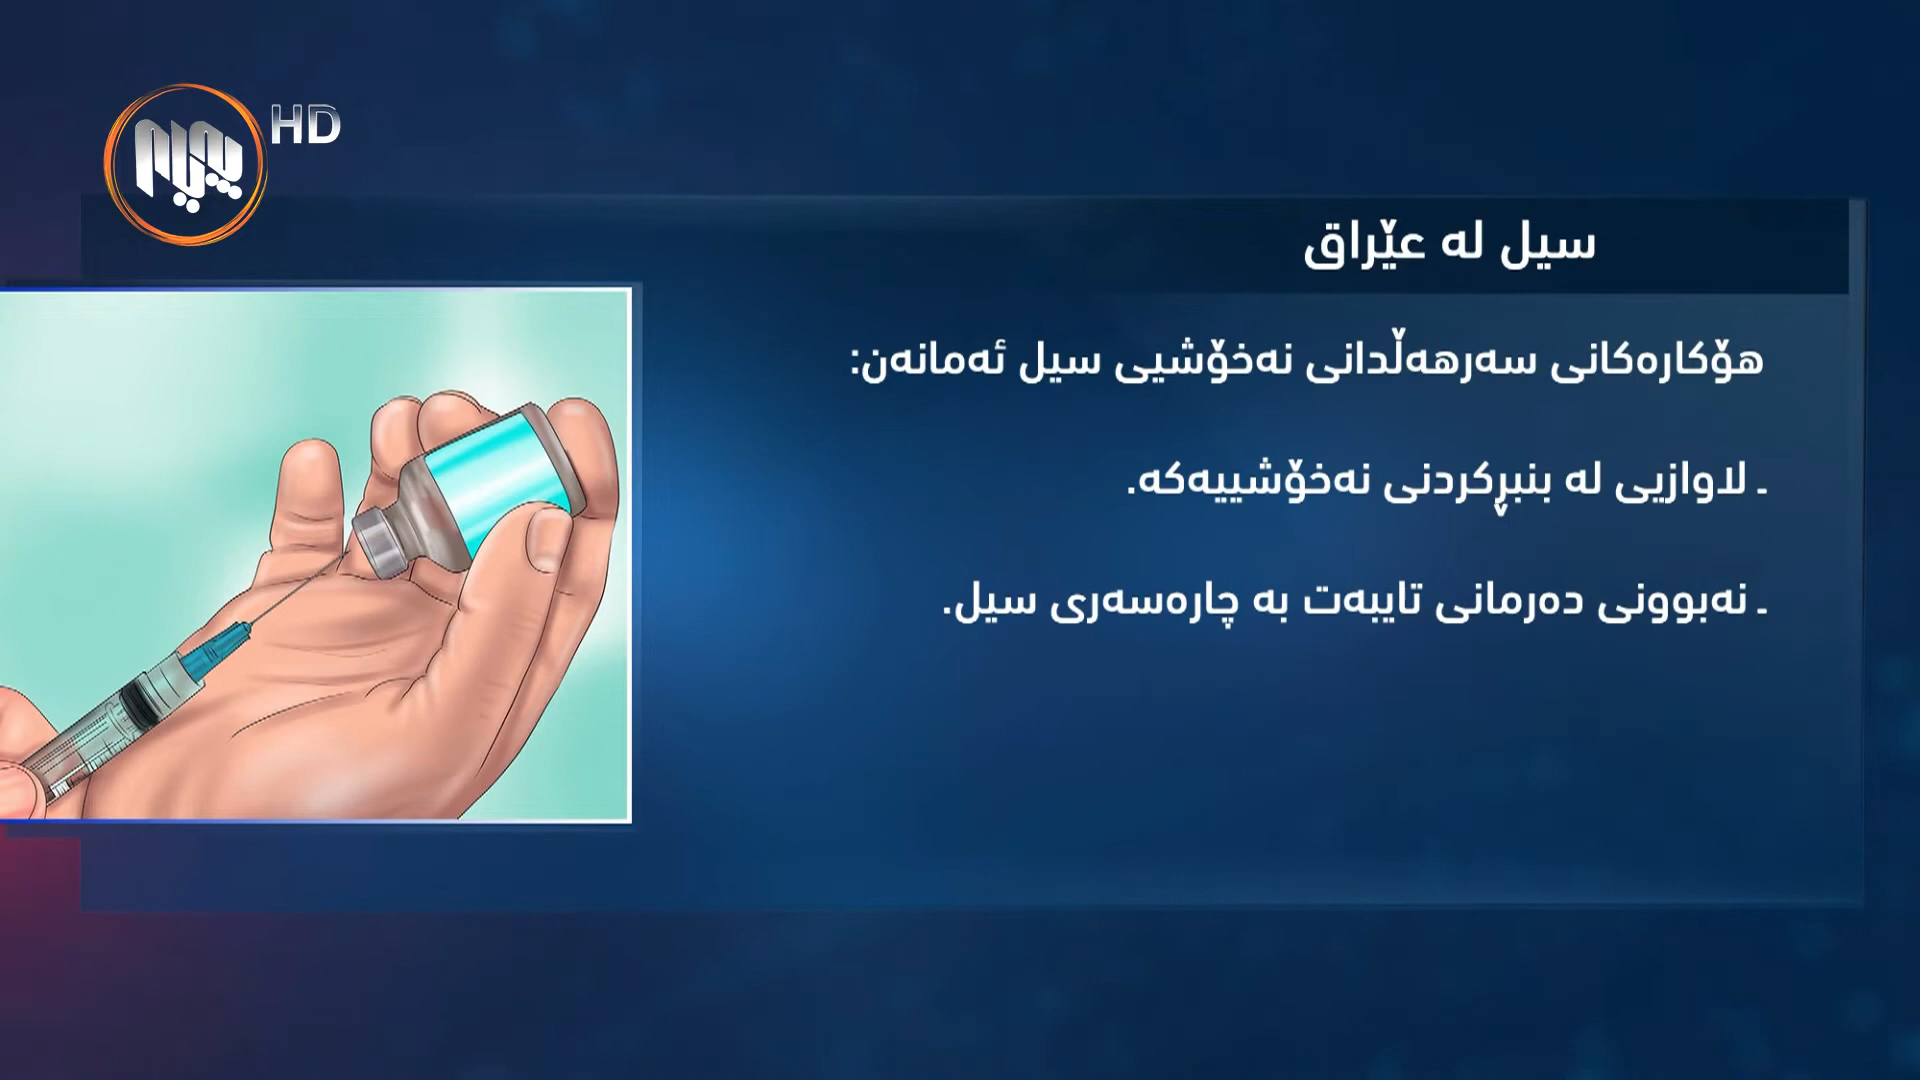 پەیام
HD
سیل لە عێراق
هۆکارەکانی سەرهەڵدانی نەخۆشیی سیل ئەمانەن:
ـ لاوازیی لە بنبڕکردنی نەخۆشییەکە.
ـ نەبوونی دەرمانی تایبەت بە چارەسەری سیل.